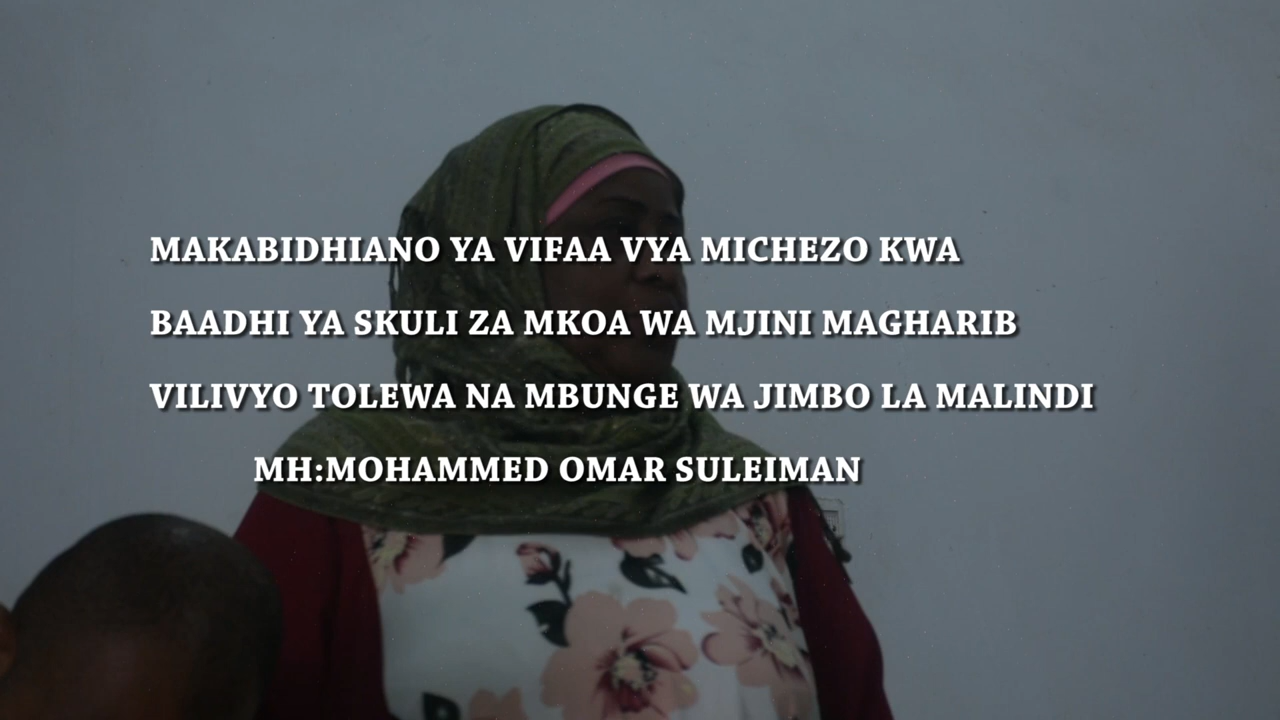 MAKABIDHIANO YA VIFAA VYA MICHEZO KWA
BAADHI YA SKULI ZA MKOA WA MJINI MAGHARIB
VILIVYO TOLEWA NA MBUNGE WA JIMBO LA MALINDI
MH:MOHAMMED OMAR SULEIMAN